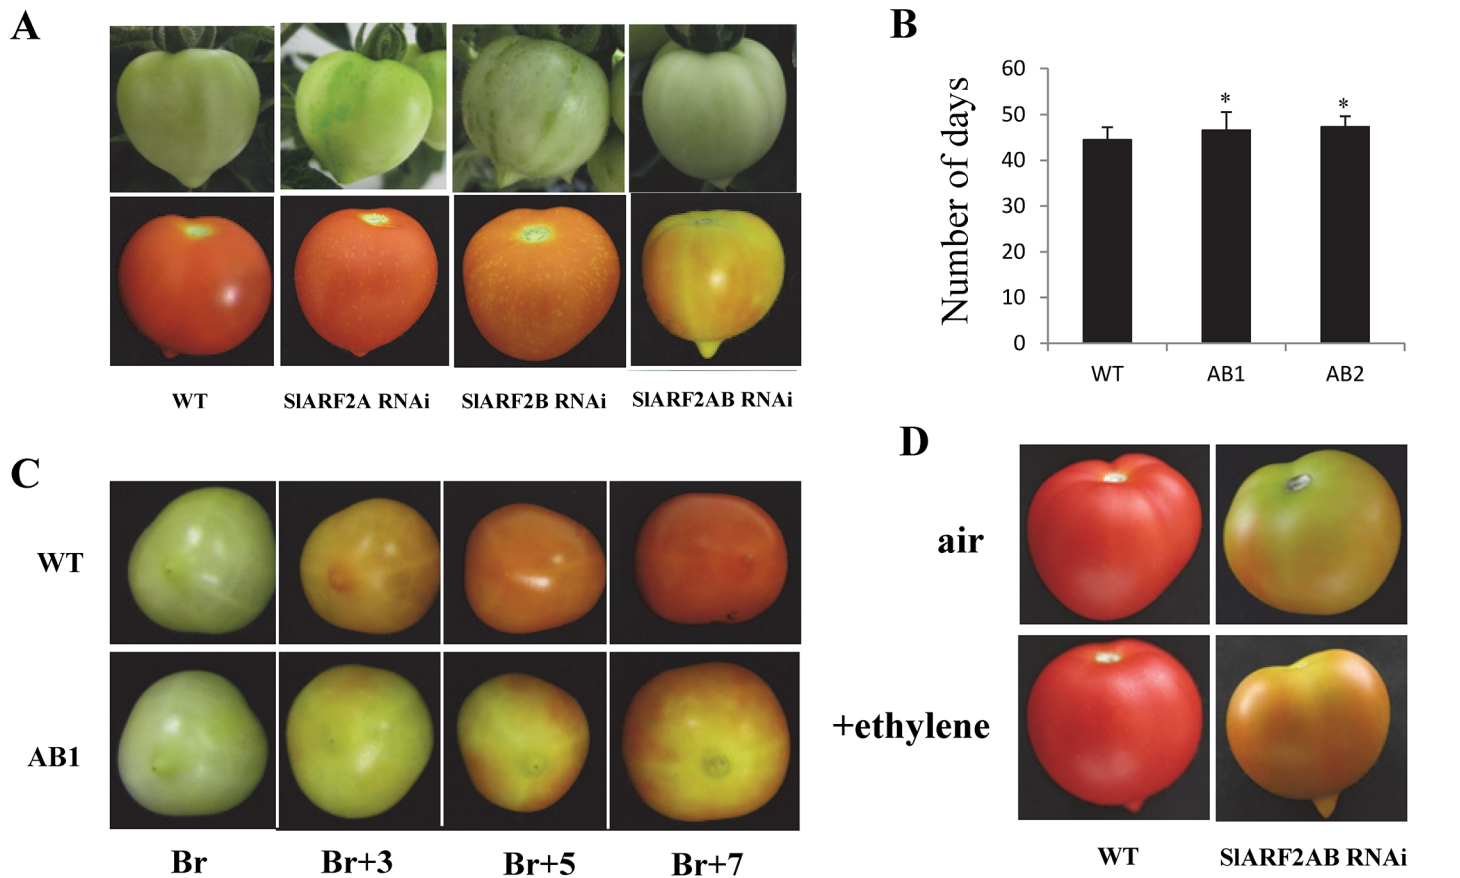 A
WT
SlARF2A RNAi
SlARF2B RNAi
SlARF2AB RNAi
B
Number of days
60
50
40
30
20
10
0
*
*
WT
AB1
AB2
C
WT
AB1
Br
Br+3
Br+5
Br+7
D
air
+ethylene
WT
SlARF2AB RNAi